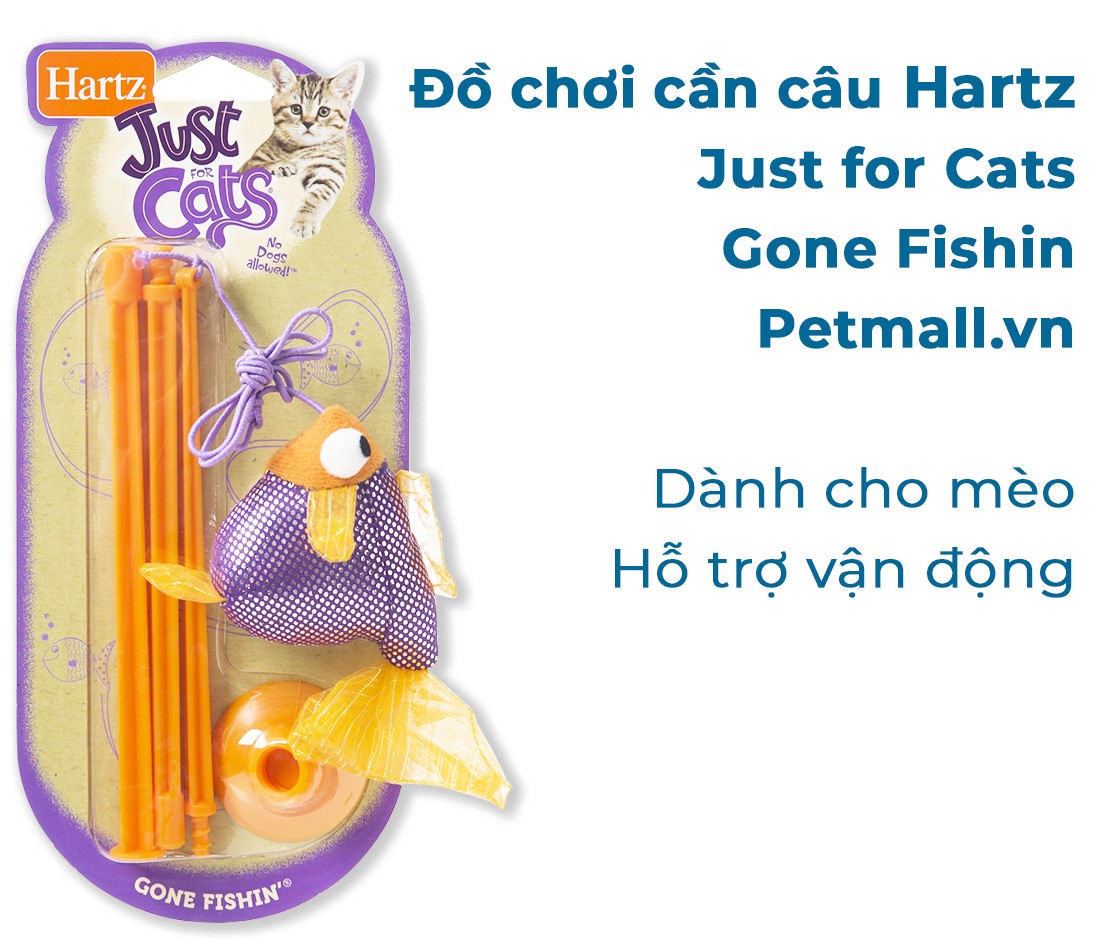 Hartz
Just
FOR
Cats®
No
Dogs
allowed!™
GONE FISHIN'®
Đồ chơi cần câu Hartz
Just for Cats
Gone Fishin
Petmall.vn
Dành cho mèo
Hỗ trợ vận động